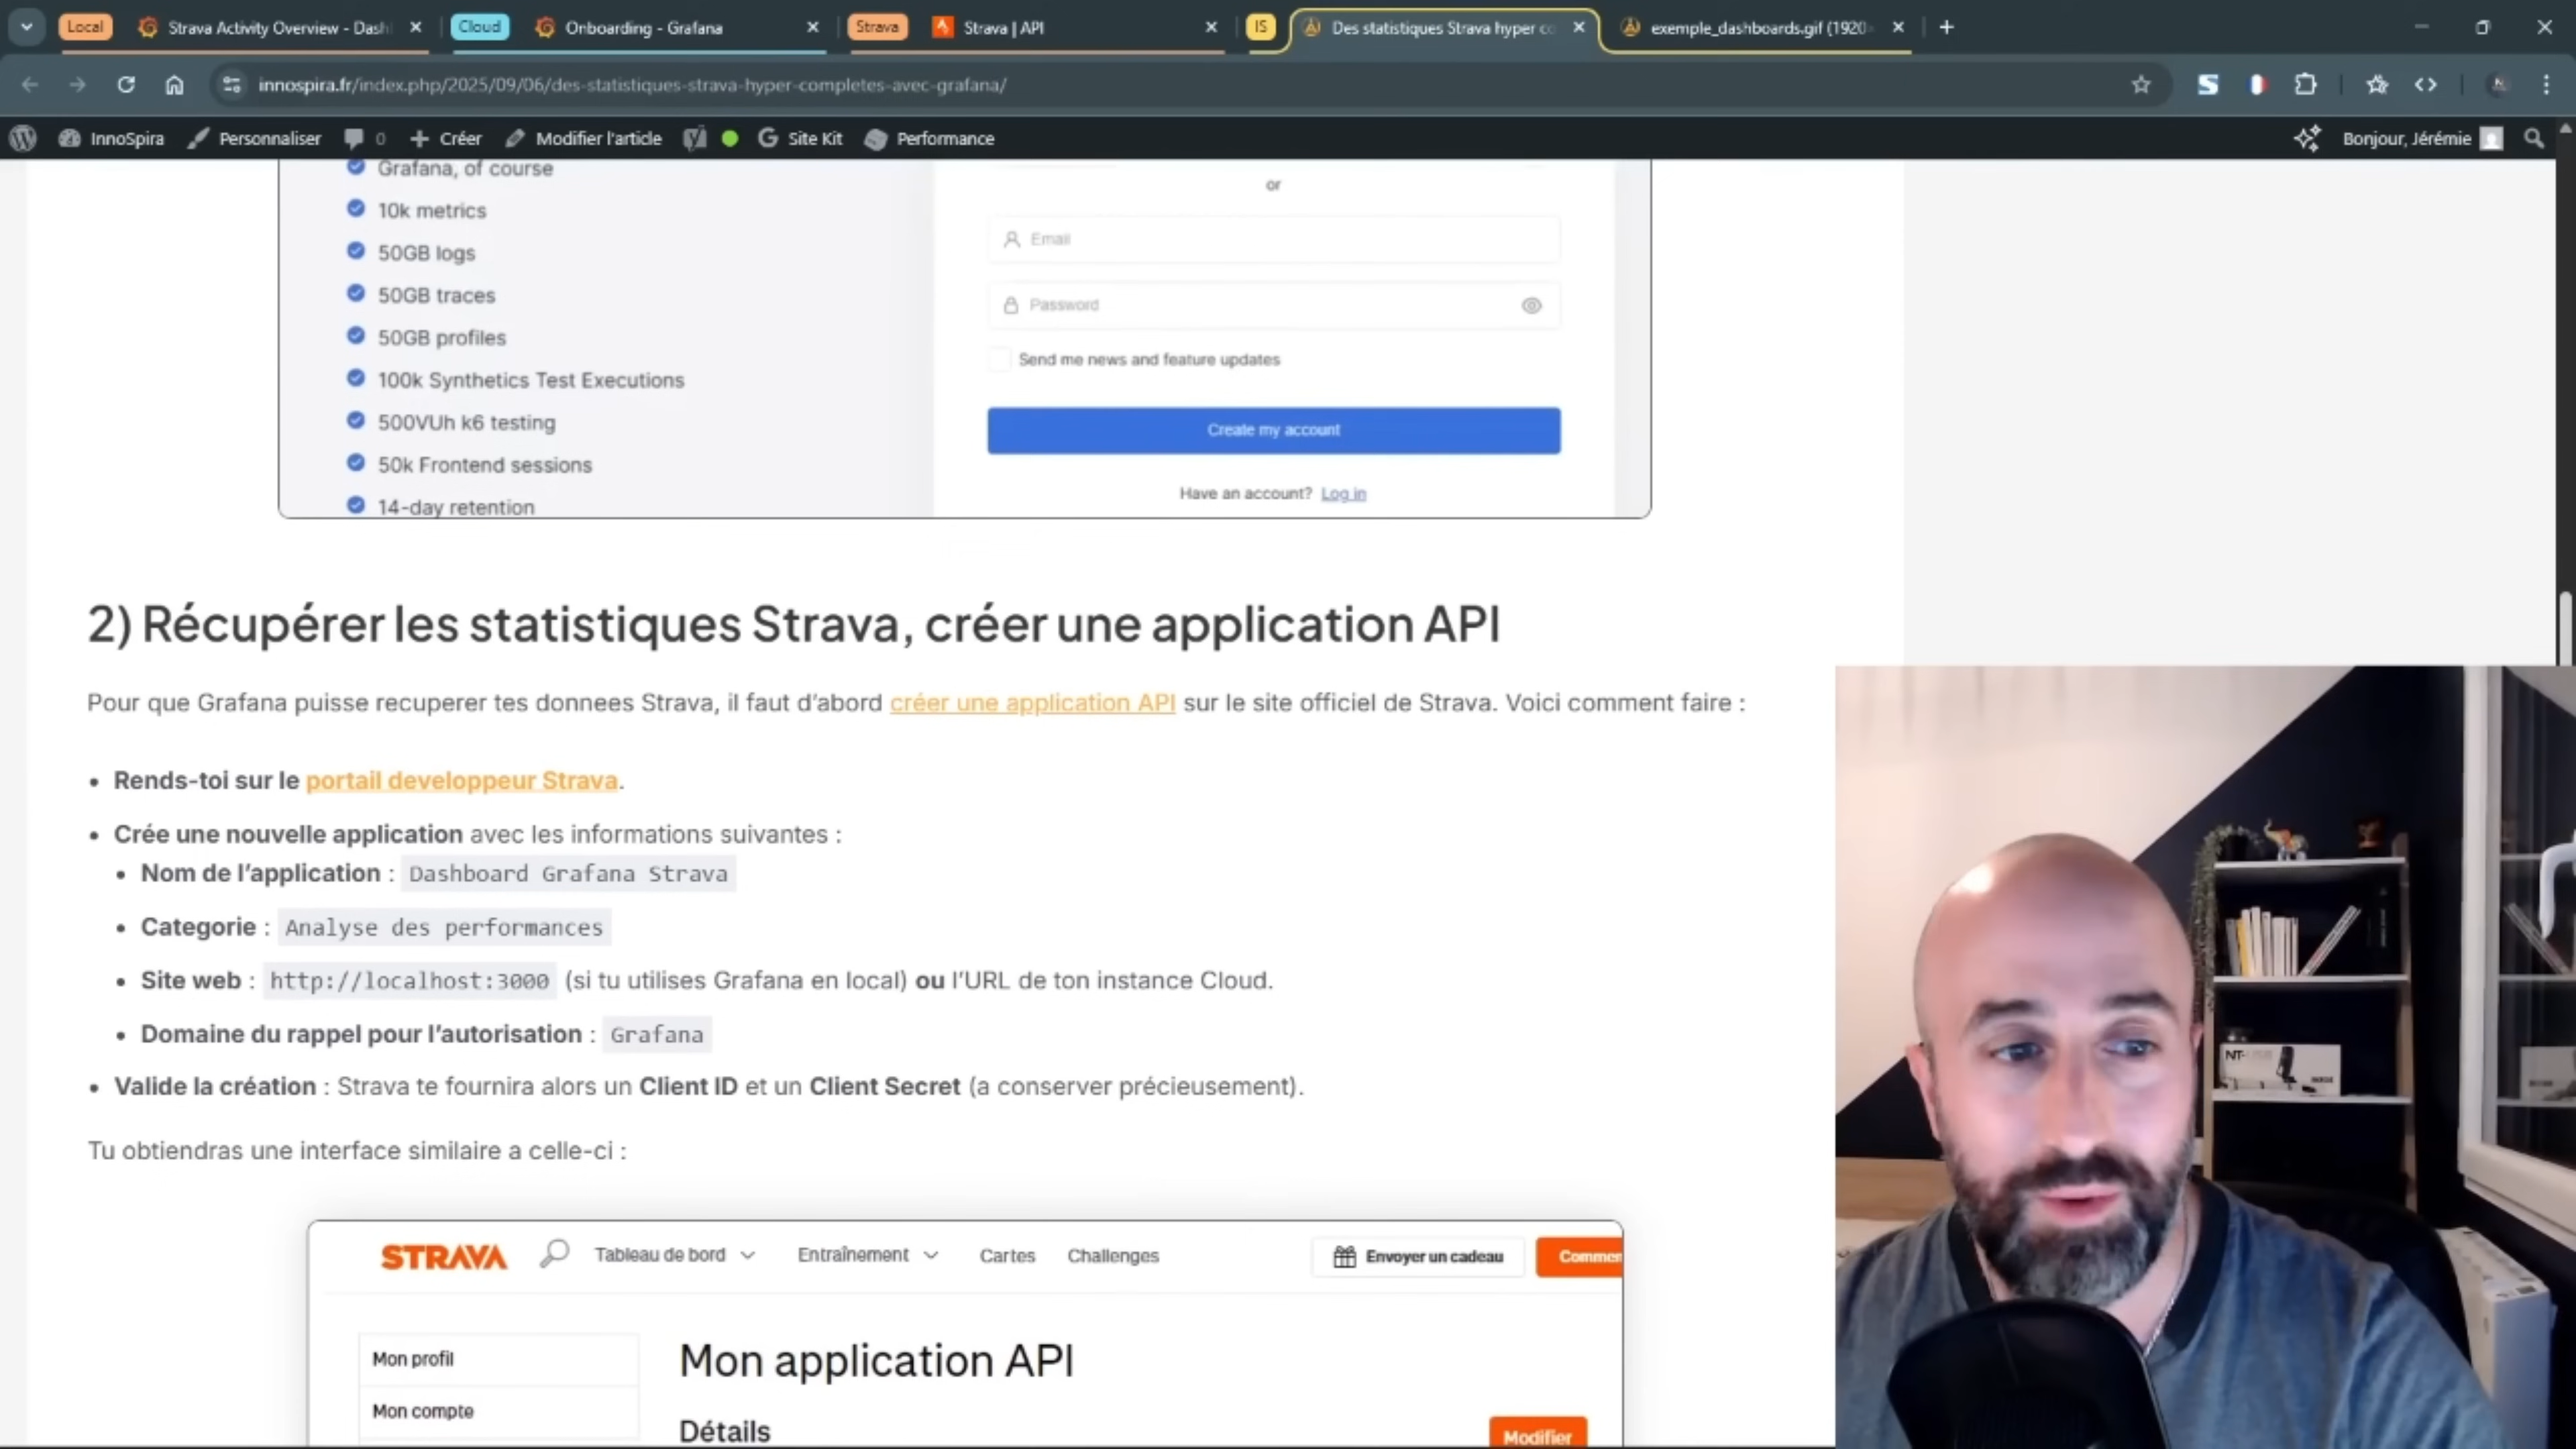 Local
Strava Activity Overview - Dash
Cloud
Onboarding - Grafana
Strava
Strava | API
IS
Des statistiques Strava hyper co
exemple_dashboards.gif (1920
innospira.fr/index.php/2025/09/06/des-statistiques-strava-hyper-completes-avec-grafana/
InnoSpira
Personnaliser
0
Créer
Modifier l'article
Site Kit
Performance
Bonjour, Jérémie
Grafana, of course
10k metrics
50GB logs
50GB traces
50GB profiles
100k Synthetics Test Executions
500VUh k6 testing
50k Frontend sessions
14-day retention
or
Email
Password
Send me news and feature updates
Create my account
Have an account? Log in
2) Récupérer les statistiques Strava, créer une application API
Pour que Grafana puisse recuperer tes donnees Strava, il faut d’abord créer une application API sur le site officiel de Strava. Voici comment faire :
• Rends-toi sur le portail developpeur Strava.
• Crée une nouvelle application avec les informations suivantes :
• Nom de l’application : Dashboard Grafana Strava
• Categorie : Analyse des performances
• Site web : http://localhost:3000 (si tu utilises Grafana en local) ou l’URL de ton instance Cloud.
• Domaine du rappel pour l’autorisation : Grafana
• Valide la création : Strava te fournira alors un Client ID et un Client Secret (a conserver précieusement).
Tu obtiendras une interface similaire a celle-ci :
STRAVA
Tableau de bord
Entraînement
Cartes
Challenges
Envoyer un cadeau
Commen
Mon profil
Mon compte
Mon application API
Détails
Modifier
NT-USB